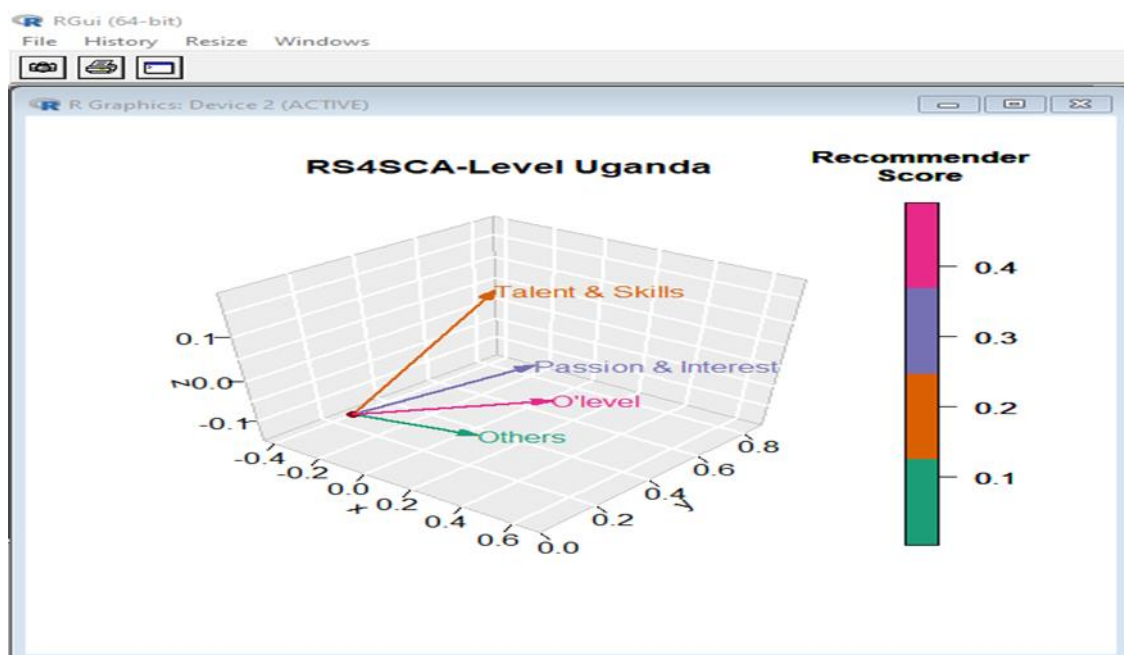 RGui (64-bit)
File History Resize Windows
R Graphics: Device 2 (ACTIVE)
RS4SCA-Level Uganda
Recommender
Score
Talent & Skills
Passion & Interest
O'level
Others
0.1
0.0
-0.1
z
-0.4
-0.2
0.0
0.2
0.4
0.6
x
0.0
0.2
0.4
0.6
0.8
y
0.4
0.3
0.2
0.1